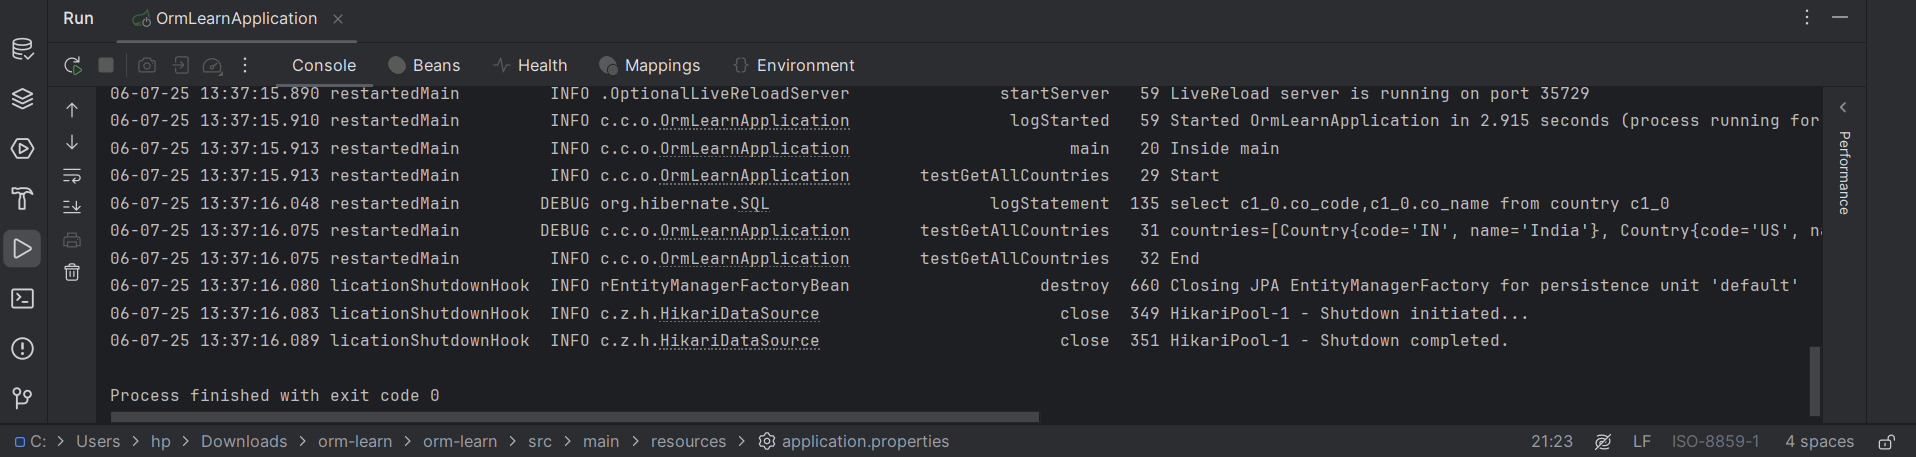 Run OrmLearnApplication
Console Beans Health Mappings Environment
06-07-25 13:37:15.890 restartedMain INFO .OptionalLiveReloadServer startServer 59 LiveReload server is running on port 35729
06-07-25 13:37:15.910 restartedMain INFO c.c.o.OrmLearnApplication logStarted 59 Started OrmLearnApplication in 2.915 seconds (process running for
06-07-25 13:37:15.913 restartedMain INFO c.c.o.OrmLearnApplication main 20 Inside main
06-07-25 13:37:15.913 restartedMain INFO c.c.o.OrmLearnApplication testGetAllCountries 29 Start
06-07-25 13:37:16.048 restartedMain DEBUG org.hibernate.SQL logStatement 135 select c1_0.co_code,c1_0.co_name from country c1_0
06-07-25 13:37:16.075 restartedMain DEBUG c.c.o.OrmLearnApplication testGetAllCountries 31 countries=[Country{code='IN', name='India'}, Country{code='US',
06-07-25 13:37:16.075 restartedMain INFO c.c.o.OrmLearnApplication testGetAllCountries 32 End
06-07-25 13:37:16.080 licationShutdownHook INFO rEntityManagerFactoryBean destroy 660 Closing JPA EntityManagerFactory for persistence unit 'default'
06-07-25 13:37:16.083 licationShutdownHook INFO c.z.h.HikariDataSource close 349 HikariPool-1 - Shutdown initiated...
06-07-25 13:37:16.089 licationShutdownHook INFO c.z.h.HikariDataSource close 351 HikariPool-1 - Shutdown completed.
Process finished with exit code 0
Performance
C: > Users > hp > Downloads > orm-learn > orm-learn > src > main > resources > application.properties
21:23 LF ISO-8859-1 4 spaces